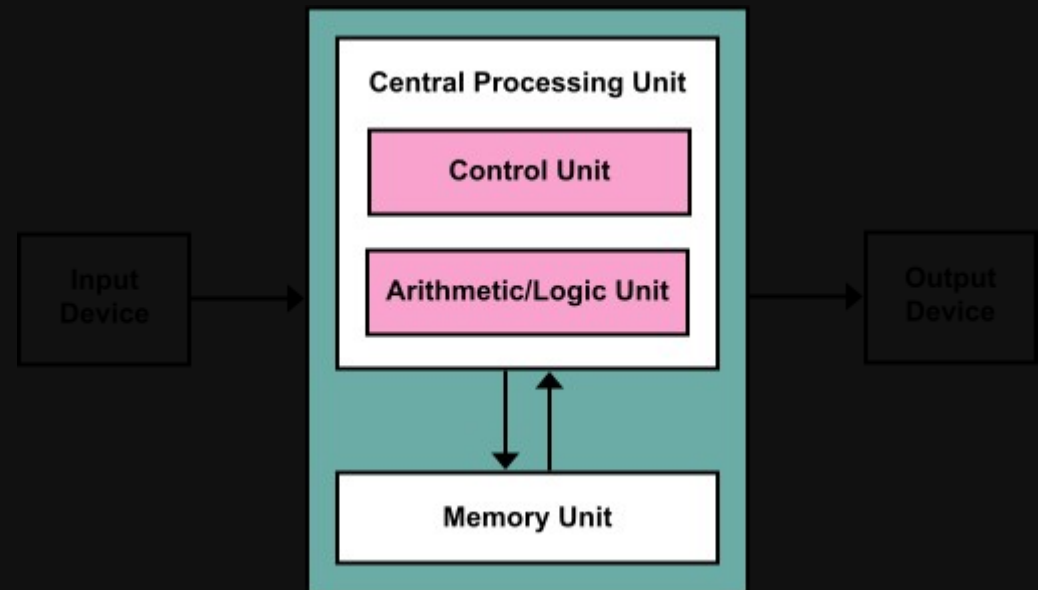 Central Processing Unit
Control Unit
Input
Device
Arithmetic/Logic Unit
Output
Device
Memory Unit